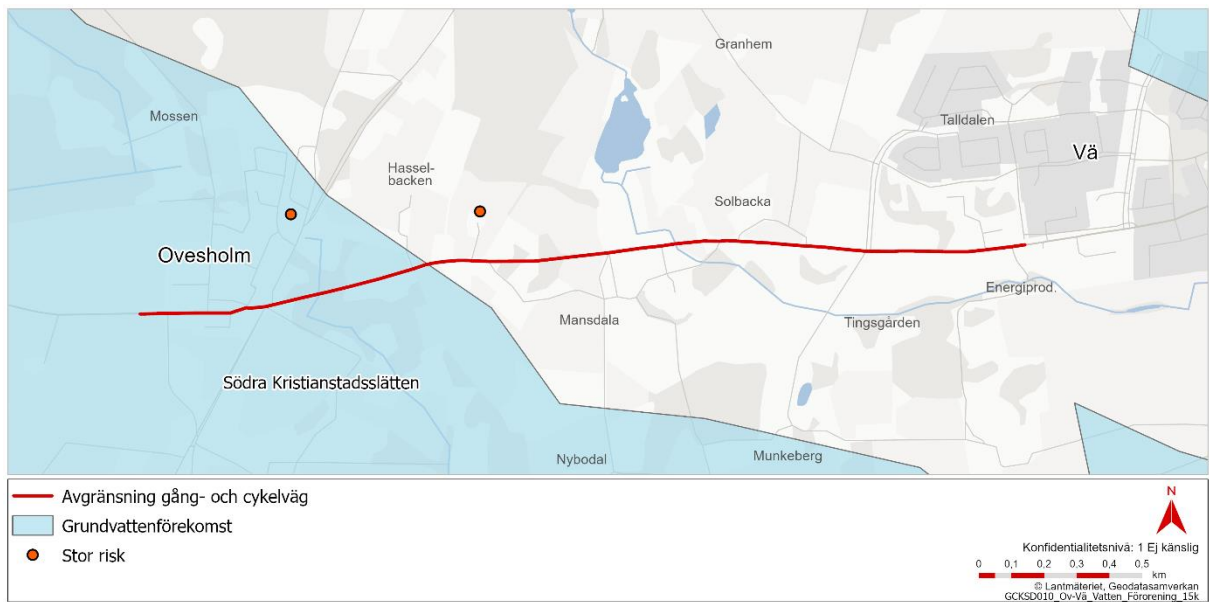 Granhem
Mossen
Talldalen
Vä
Hassel-
backen
Solbacka
Ovesholm
Energiprod.
Mansdala
Tingsgården
Södra Kristianstadsslätten
Nybodal
Munkeberg
Avgränsning gång- och cykelväg
Grundvattenförekomst
Stor risk
N
Konfidentialitetsnivå: 1 Ej känslig
0 0,1 0,2 0,3 0,4 0,5
km
© Lantmäteriet, Geodatasamverkan
GCKSD010_Ov-Vä_Vatten_Förorening_15k